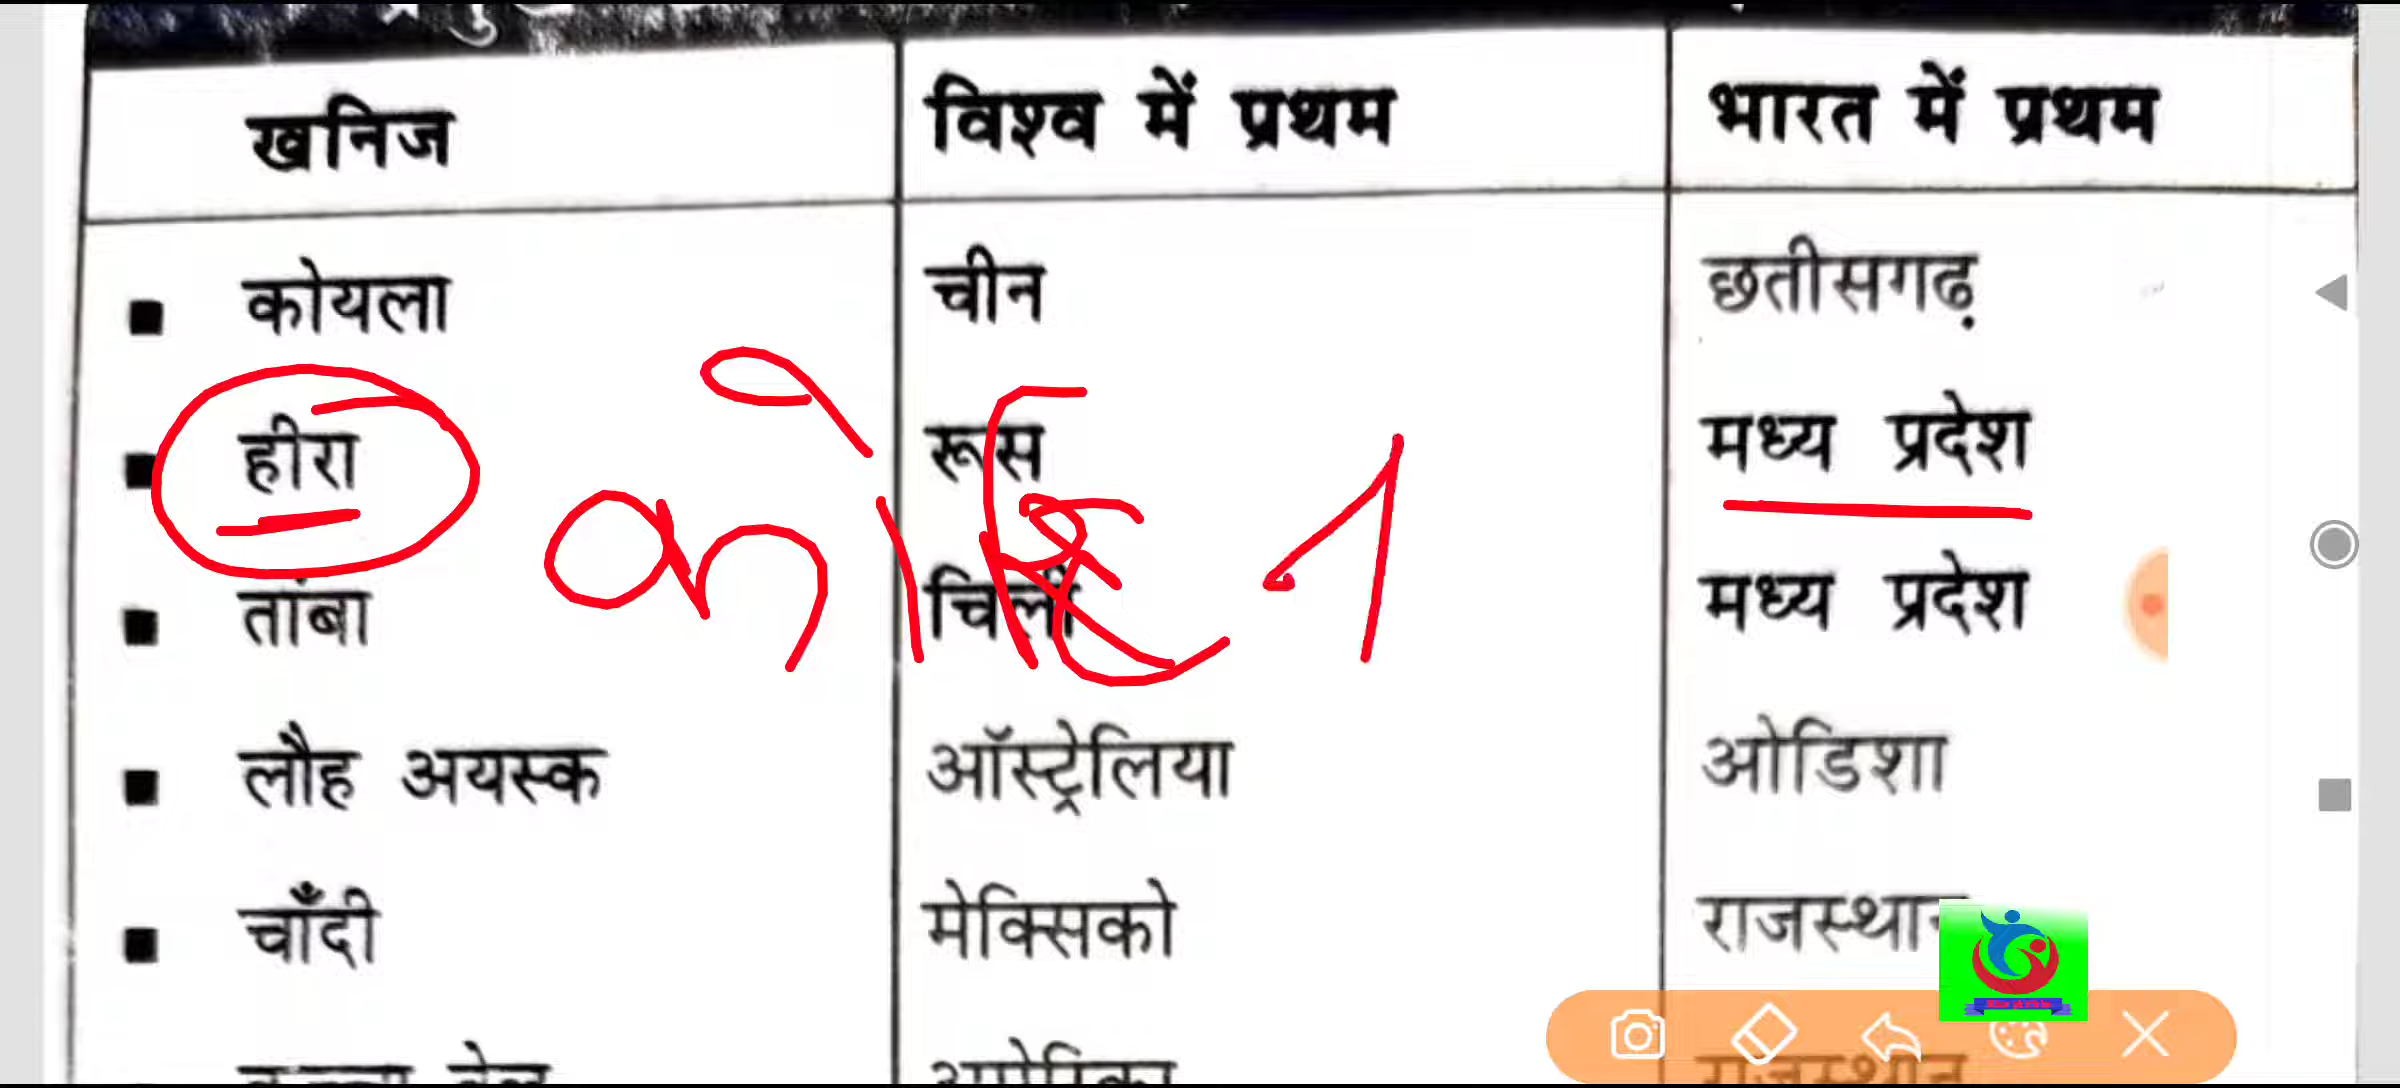 खनिज विश्व में प्रथम भारत में प्रथम
कोयला चीन छतीसगढ़
हीरा रूस मध्य प्रदेश
तांबा चिली मध्य प्रदेश
लौह अयस्क ऑस्ट्रेलिया ओडिशा
चाँदी मेक्सिको राजस्थान